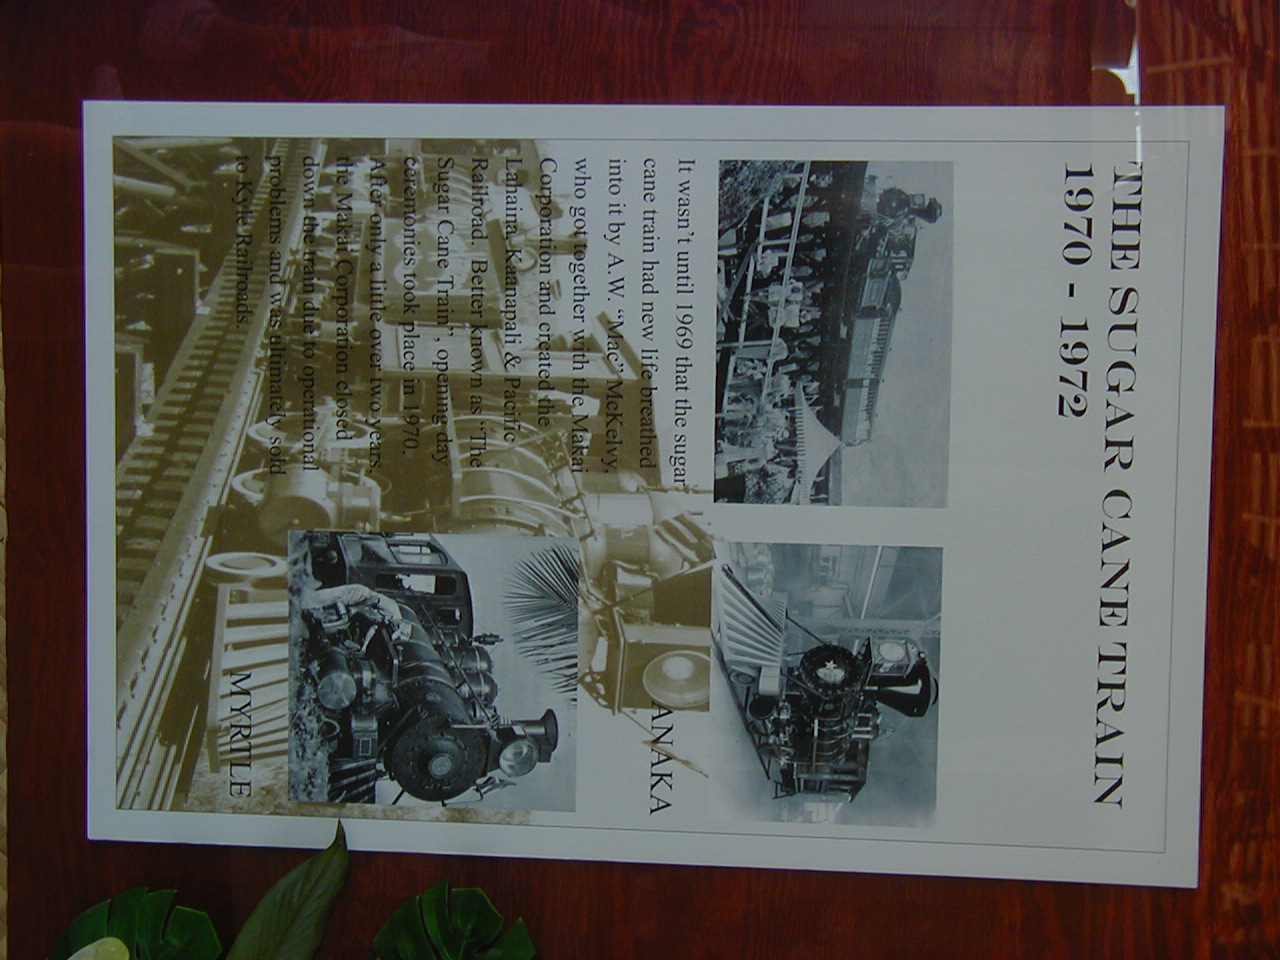 THE SUGAR CANE TRAIN
1970 - 1972
It wasn't until 1969 that the sugar
cane train had new life breathed
into it by A.W. "Mac" McKelvy,
who got together with the Makai
Corporation and created the
Lahaina, Kaanapali & Pacific
Railroad. Better known as "The
Sugar Cane Train", opening day
ceremonies took place in 1970.
After only a little over two years,
the Makai Corporation closed
down the train due to operational
problems and was ultimately sold
to Kyle Railroads.
ANAKA
MYRTLE